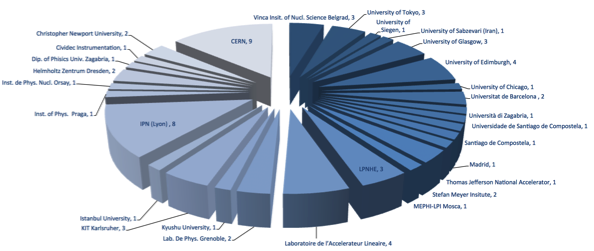 Vinca Insit. of Nucl. Science Belgrad, 3
University of Tokyo, 3
University of
Siegen, 1
University of Sabzevari (Iran), 1
University of Glasgow, 3
University of Edimburgh, 4
University of Chicago, 1
Universitat de Barcelona , 2
Università di Zagabria, 1
Universidade de Santiago de Compostela, 1
Santiago de Compostela, 1
Madrid, 1
Thomas Jefferson National Accelerator, 1
Stefan Meyer Insitute, 2
MEPHI-LPI Mosca, 1
LPNHE, 3
Laboratoire de l'Accelerateur Lineaire, 4
Lab. De Phys. Grenoble, 2
Kyushu University, 1
KIT Karlsruher, 3
Istanbul University, 1
IPN (Lyon) , 8
Inst. of Phys. Praga, 1
Inst. de Phys. Nucl. Orsay, 1
Helmholtz Zentrum Dresden, 2
Dip. of Phisics Univ. Zagabria, 1
Cividec Instrumentation, 1
Christopher Newport University, 2
CERN, 9